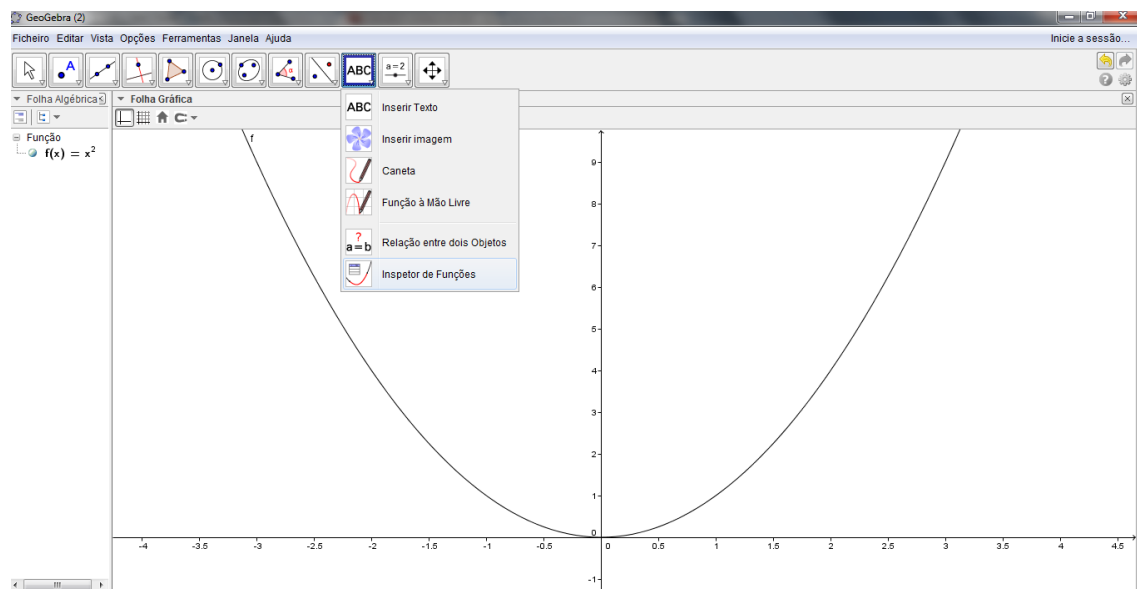 GeoGebra (2)
Ficheiro Editar Vista Opções Ferramentas Janela Ajuda
Inicie a sessão...
A
α
ABC
a=2
Folha Algébrica
Folha Gráfica
ABC Inserir Texto
Inserir imagem
Caneta
Função à Mão Livre
? a=b Relação entre dois Objetos
Inspetor de Funções
Função
f(x) = x²
f
9
8
7
6
5
4
3
2
1
0
-4 -3.5 -3 -2.5 -2 -1.5 -1 -0.5 0 0.5 1 1.5 2 2.5 3 3.5 4 4.5
-1